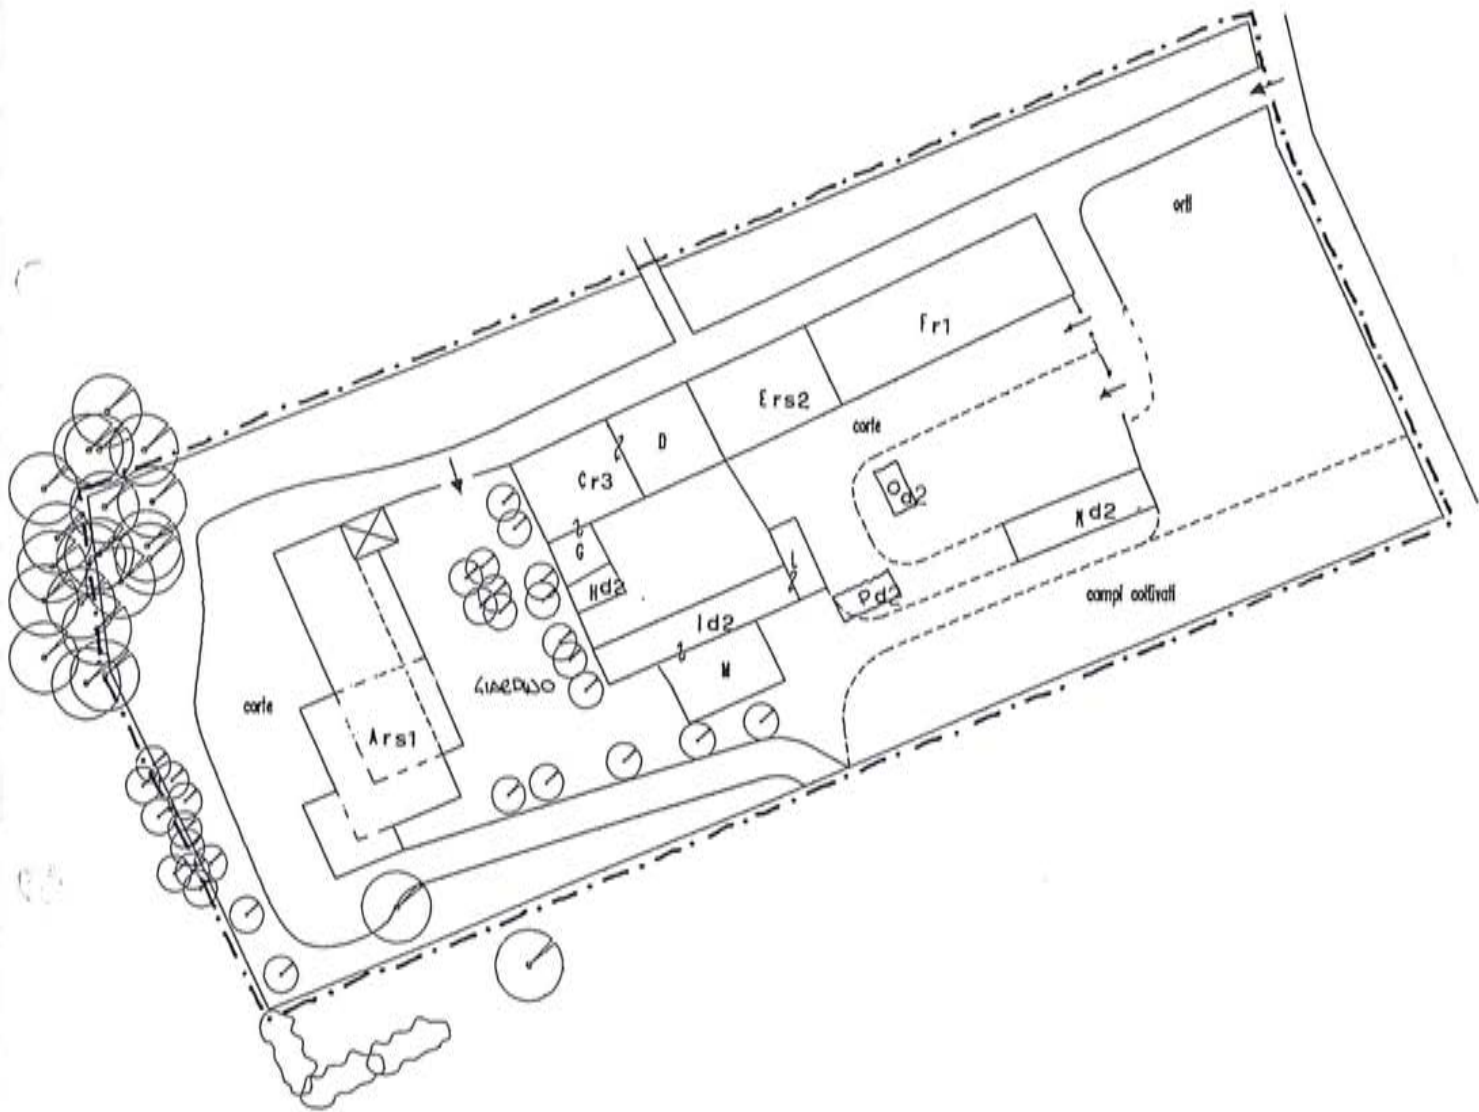 orti
Fr1
Ers2
corte
D
Cr3
Od2
Nd2
G
Hd2
L
Pd2
campi coltivati
Id2
M
GIARDINO
corte
Ars1